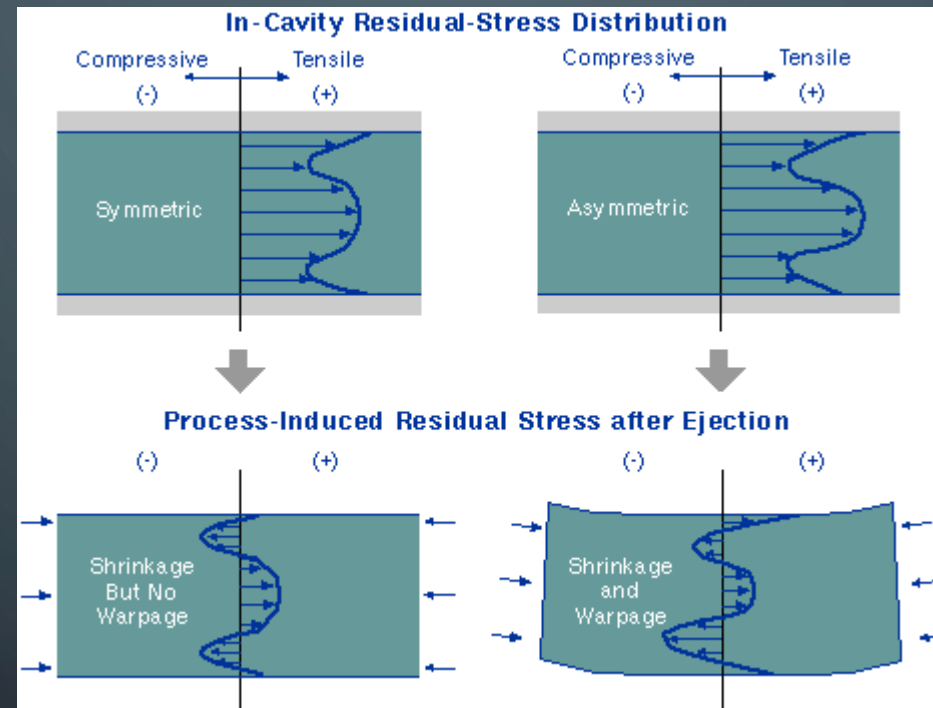 In-Cavity Residual-Stress Distribution
Compressive Tensile
(-) (+)
Compressive Tensile
(-) (+)
Symmetric
Asymmetric
Process-Induced Residual Stress after Ejection
(-) (+)
(-) (+)
Shrinkage
But No
Warpage
Shrinkage
and
Warpage